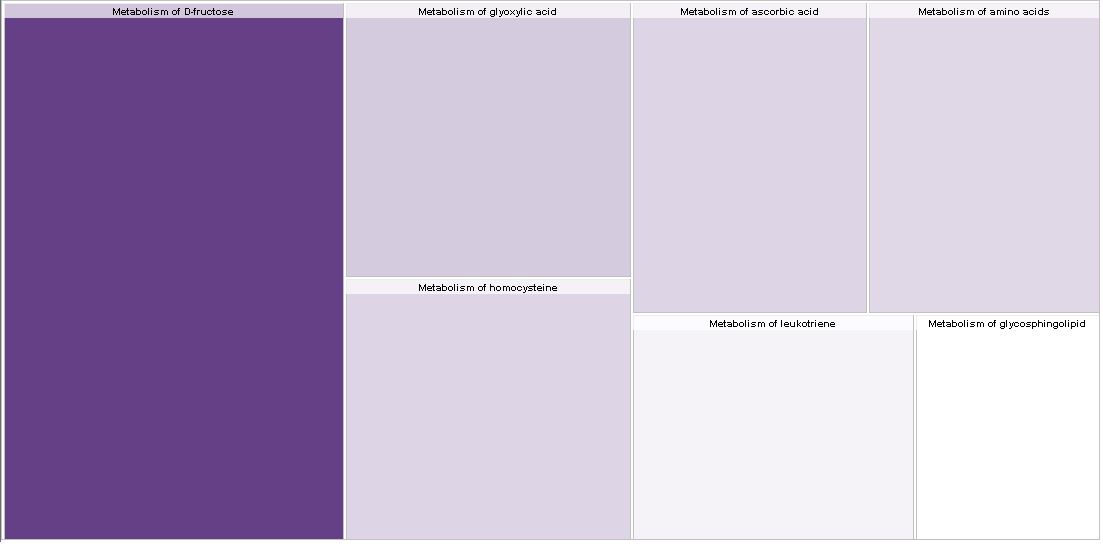 Metabolism of D-fructose
Metabolism of glyoxylic acid
Metabolism of ascorbic acid
Metabolism of amino acids
Metabolism of homocysteine
Metabolism of leukotriene
Metabolism of glycosphingolipid